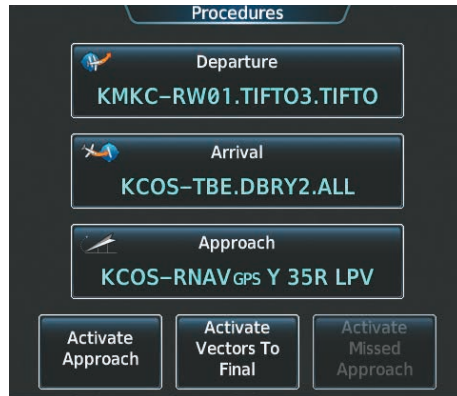 Procedures
Departure
KMKC–RW01.TIFTO3.TIFTO
Arrival
KCOS–TBE.DBRY2.ALL
Approach
KCOS–RNAV GPS Y 35R LPV
Activate
Approach
Activate
Vectors To
Final
Activate
Missed
Approach